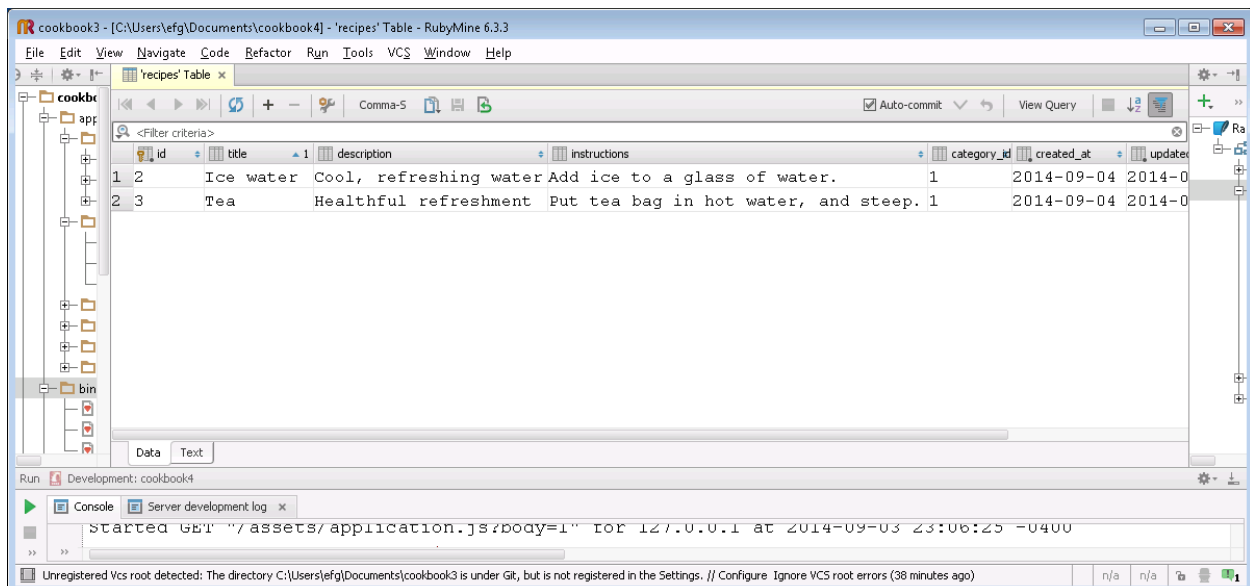 cookbook3 - [C:\Users\efg\Documents\cookbook4] - 'recipes' Table - RubyMine 6.3.3
File Edit View Navigate Code Refactor Run Tools VCS Window Help
'recipes' Table
cookbo
Comma-S Auto-commit View Query
app
<Filter criteria>
Ra
id title 1 description instructions category_id created_at updated
1 2 Ice water Cool, refreshing water Add ice to a glass of water. 1 2014-09-04 2014-0
2 3 Tea Healthful refreshment Put tea bag in hot water, and steep. 1 2014-09-04 2014-0
bin
Data Text
Run Development: cookbook4
Console Server development log
Started GET "/assets/application.js?body=1" for 127.0.0.1 at 2014-09-03 23:06:25 -0400
Unregistered Vcs root detected: The directory C:\Users\efg\Documents\cookbook3 is under Git, but is not registered in the Settings. // Configure Ignore VCS root errors (38 minutes ago) n/a n/a 1